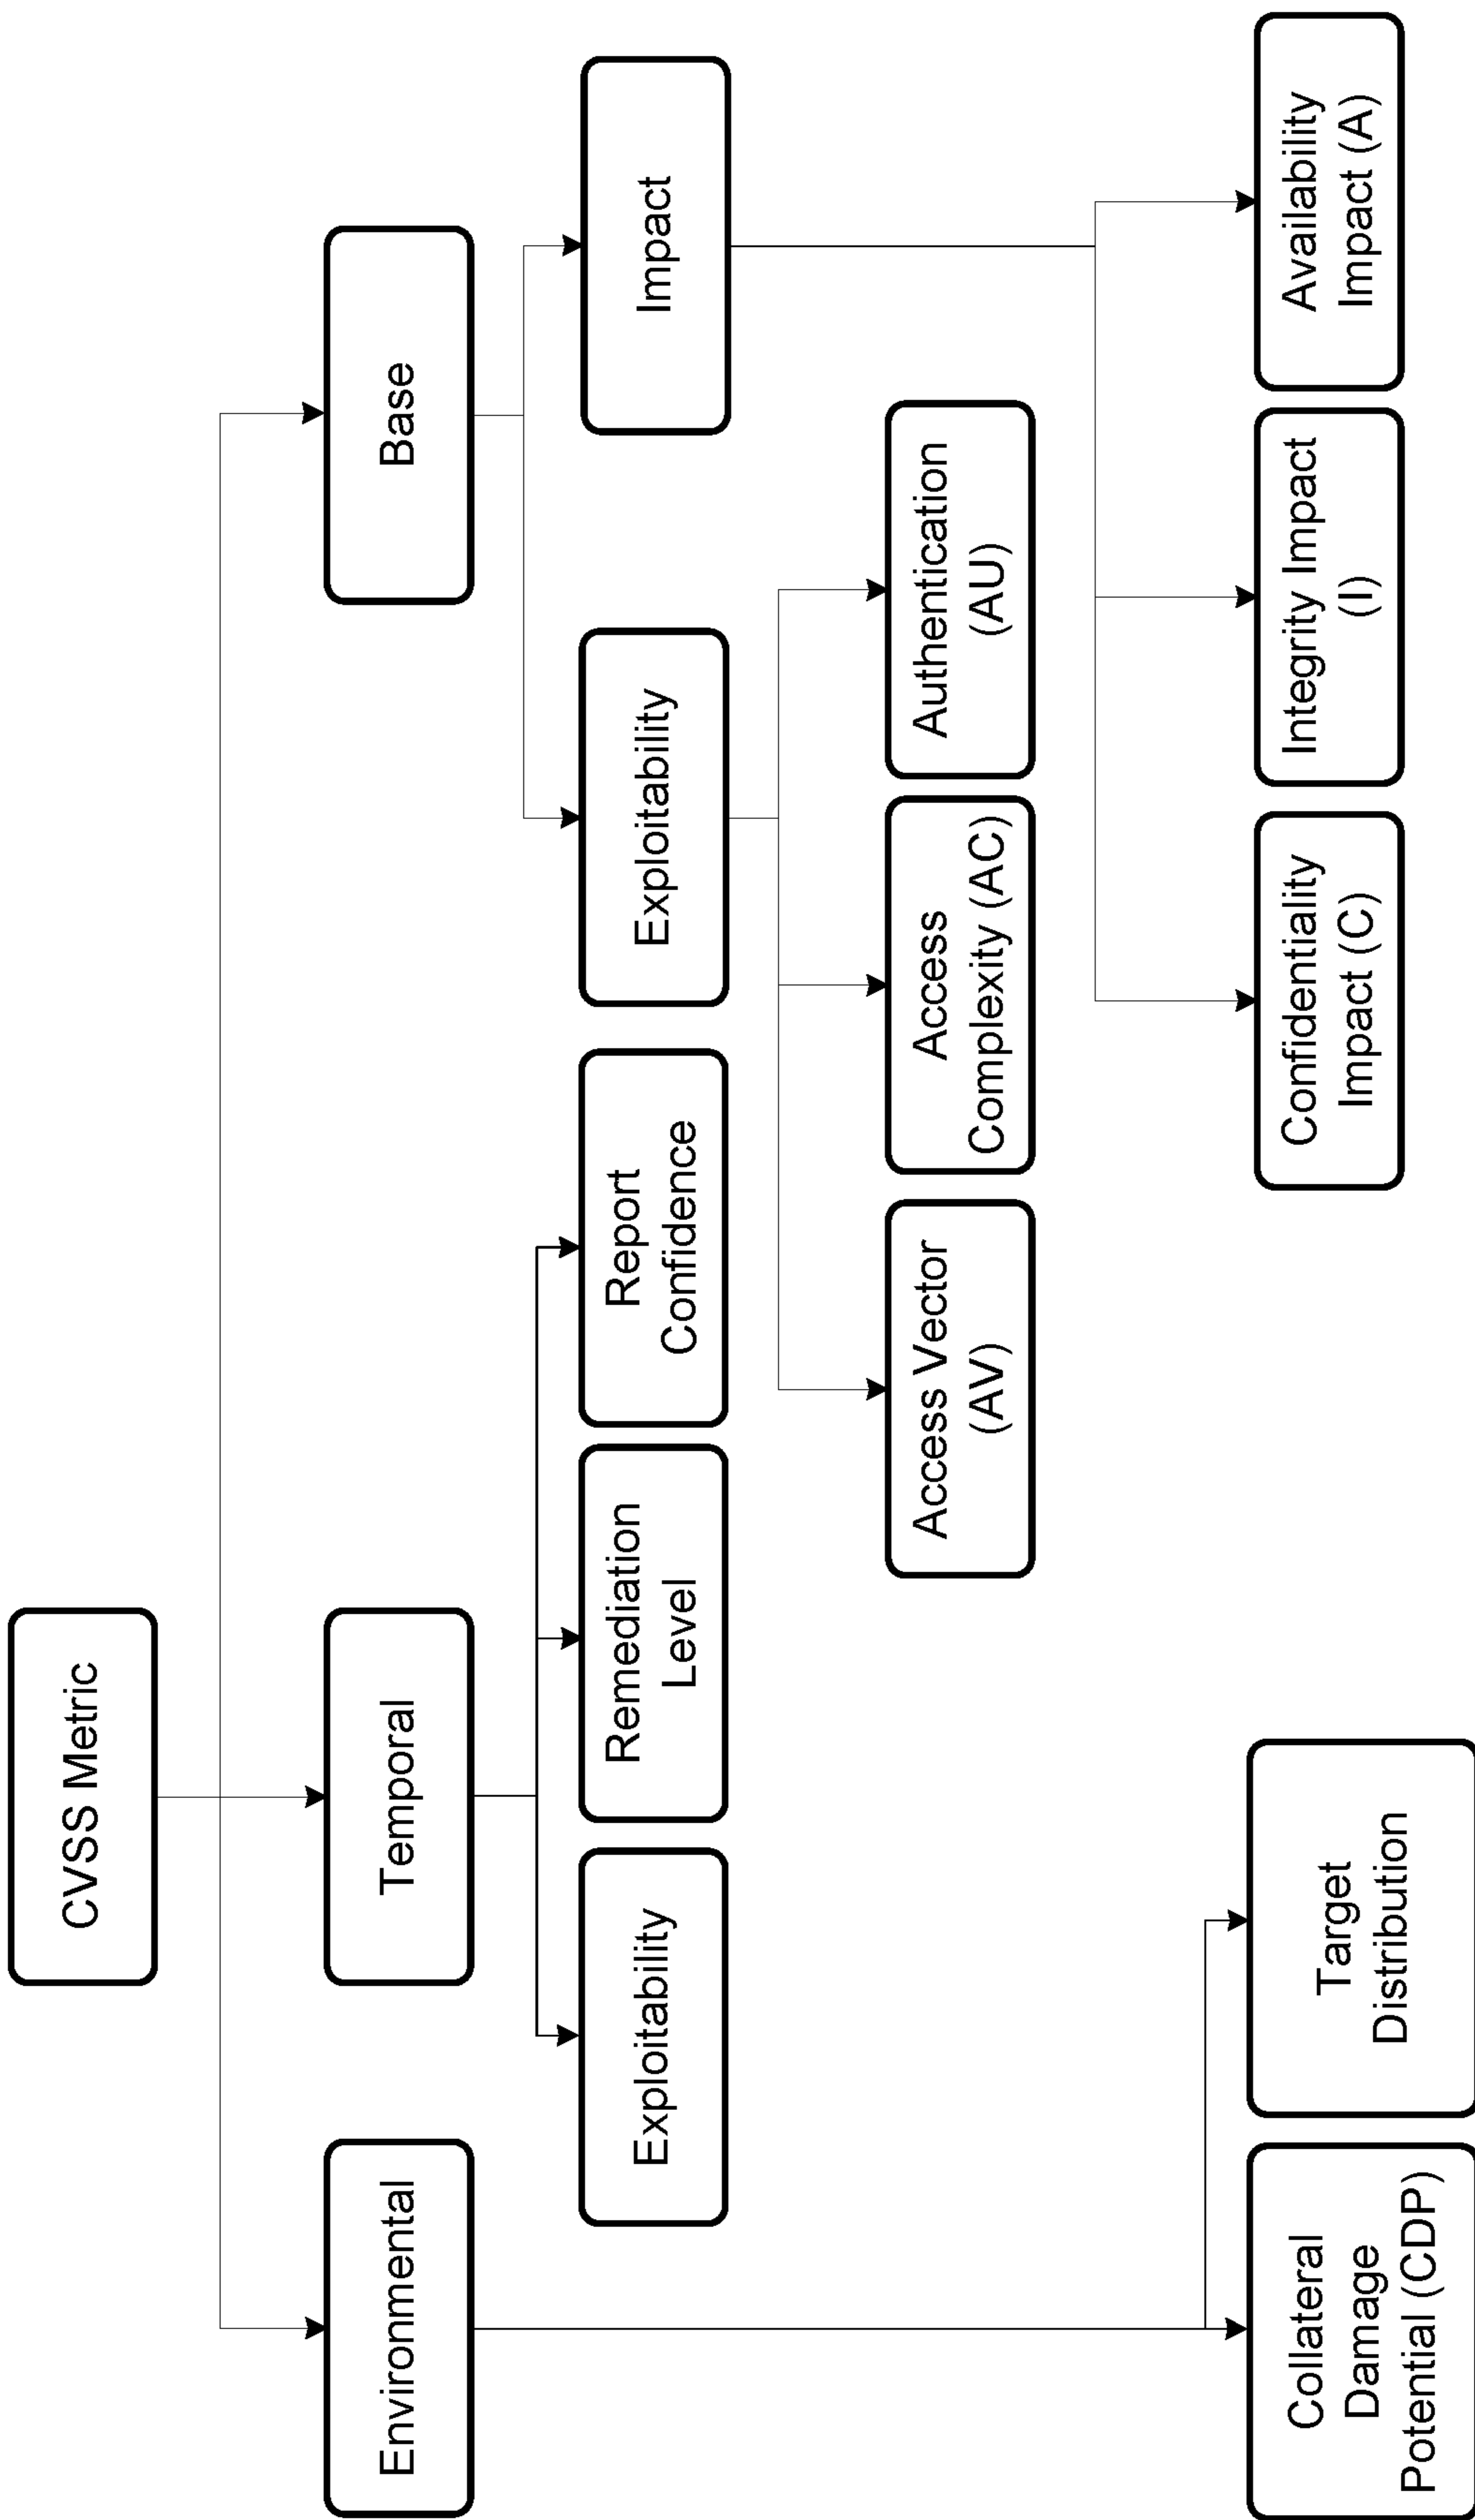 CVSS Metric
Environmental
Temporal
Base
Exploitability
Remediation
Level
Report
Confidence
Exploitability
Impact
Access Vector
(AV)
Access
Complexity (AC)
Authentication
(AU)
Collateral
Damage
Potential (CDP)
Target
Distribution
Confidentiality
Impact (C)
Integrity Impact
(I)
Availability
Impact (A)